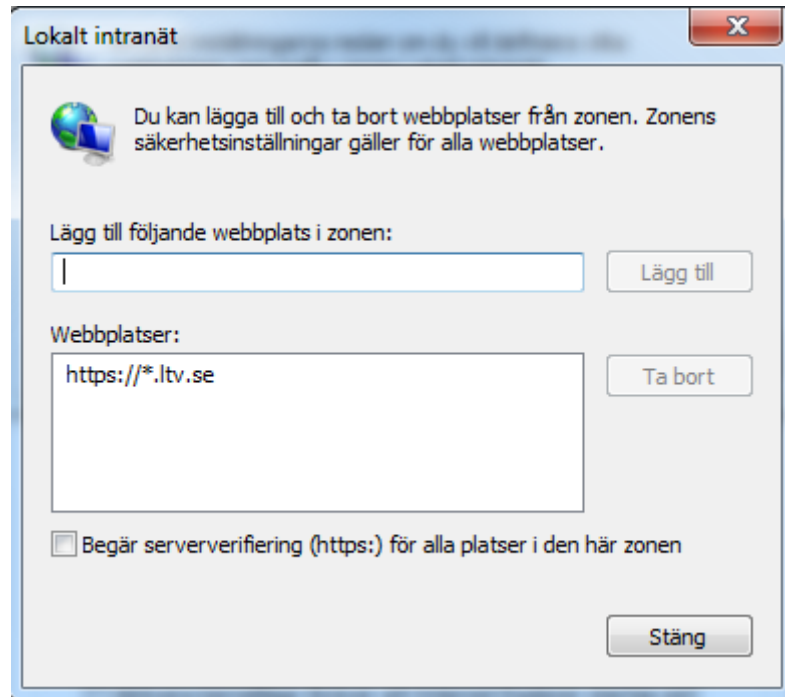 Lokalt intranät
Du kan lägga till och ta bort webbplatser från zonen. Zonens
säkerhetsinställningar gäller för alla webbplatser.
Lägg till följande webbplats i zonen:
Lägg till
Webbplatser:
https://*.ltv.se
Ta bort
Begär serververifiering (https:) för alla platser i den här zonen
Stäng